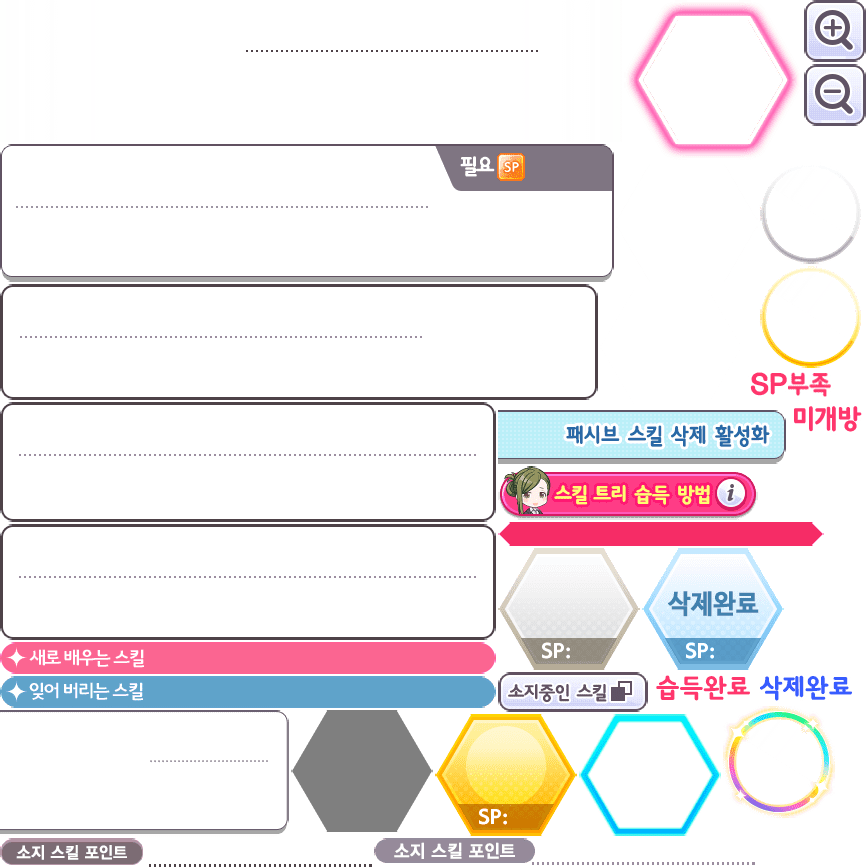 필요 SP
SP부족
미개방
패시브 스킬 삭제 활성화
스킬 트리 습득 방법 i
삭제완료
SP:
SP:
새로 배우는 스킬
잊어 버리는 스킬
소지중인 스킬
습득완료
삭제완료
SP:
소지 스킬 포인트
소지 스킬 포인트